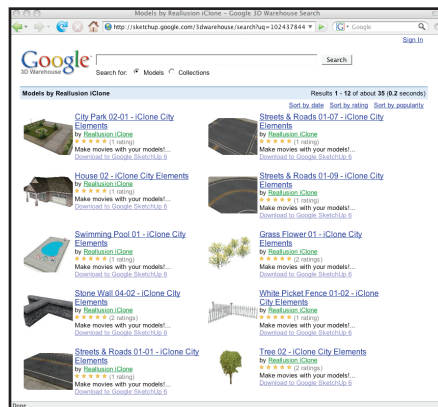 Models by Reallusion iClone - Google 3D Warehouse Search
http://sketchup.google.com/3dwarehouse/search?uq=102437844
Google
Sign In
Google
3D Warehouse
Search
Search for: Models Collections
Models by Reallusion iClone
Results 1 - 12 of about 35 (0.2 seconds)
Sort by date Sort by rating Sort by popularity
City Park 02-01 - iClone City
Elements
by Reallusion iClone
(1 rating)
Make movies with your models!...
Download to Google SketchUp 6
Streets & Roads 01-07 - iClone City
Elements
by Reallusion iClone
(1 rating)
Make movies with your models!...
Download to Google SketchUp 6
House 02 - iClone City Elements
by Reallusion iClone
(1 rating)
Make movies with your models!...
Download to Google SketchUp 6
Streets & Roads 01-09 - iClone City
Elements
by Reallusion iClone
(1 rating)
Make movies with your models!...
Download to Google SketchUp 6
Swimming Pool 01 - iClone City
Elements
by Reallusion iClone
(1 rating)
Make movies with your models!...
Download to Google SketchUp 6
Grass Flower 01 - iClone City
Elements
by Reallusion iClone
(2 ratings)
Make movies with your models!...
Download to Google SketchUp 6
Stone Wall 04-02 - iClone City
Elements
by Reallusion iClone
(2 ratings)
Make movies with your models!...
Download to Google SketchUp 6
White Picket Fence 01-02 - iClone
City Elements
by Reallusion iClone
(1 rating)
Make movies with your models!...
Download to Google SketchUp 6
Streets & Roads 01-01 - iClone City
Elements
by Reallusion iClone
(1 rating)
Make movies with your models!...
Download to Google SketchUp 6
Tree 02 - iClone City Elements
by Reallusion iClone
(2 ratings)
Make movies with your models!...
Download to Google SketchUp 6
Done